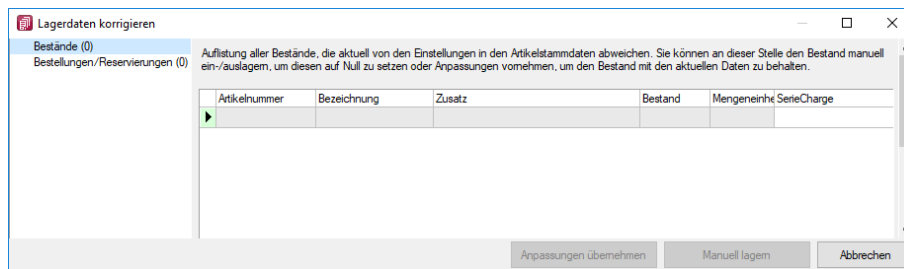 Lagerdaten korrigieren
Bestände (0)
Bestellungen/Reservierungen (0)
Auflistung aller Bestände, die aktuell von den Einstellungen in den Artikelstammdaten abweichen. Sie können an dieser Stelle den Bestand manuell
ein-/auslagern, um diesen auf Null zu setzen oder Anpassungen vornehmen, um den Bestand mit den aktuellen Daten zu behalten.
Artikelnummer Bezeichnung Zusatz Bestand Mengeneinhe SerieCharge
Anpassungen übernehmen Manuell lagern Abbrechen